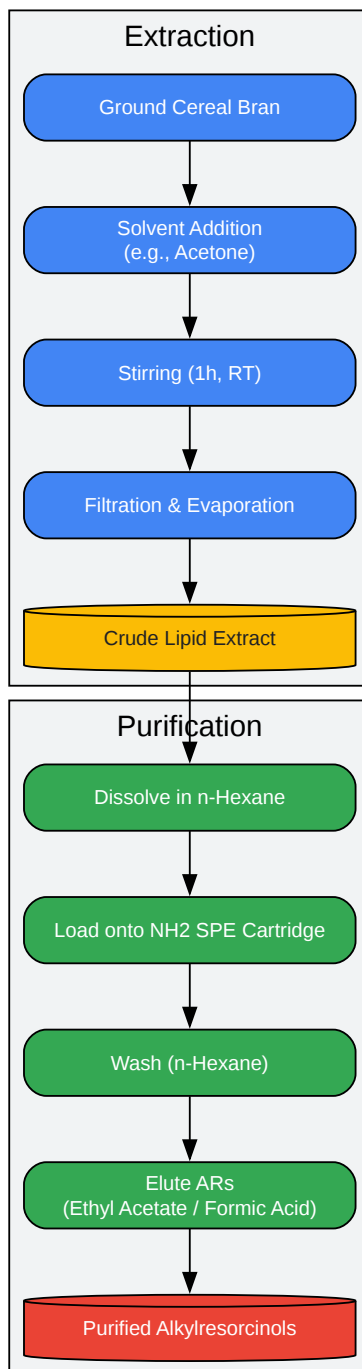 Extraction
Ground Cereal Bran
Solvent Addition
(e.g., Acetone)
Stirring (1h, RT)
Filtration & Evaporation
Crude Lipid Extract
Purification
Dissolve in n-Hexane
Load onto NH2 SPE Cartridge
Wash (n-Hexane)
Elute ARs
(Ethyl Acetate / Formic Acid)
Purified Alkylresorcinols